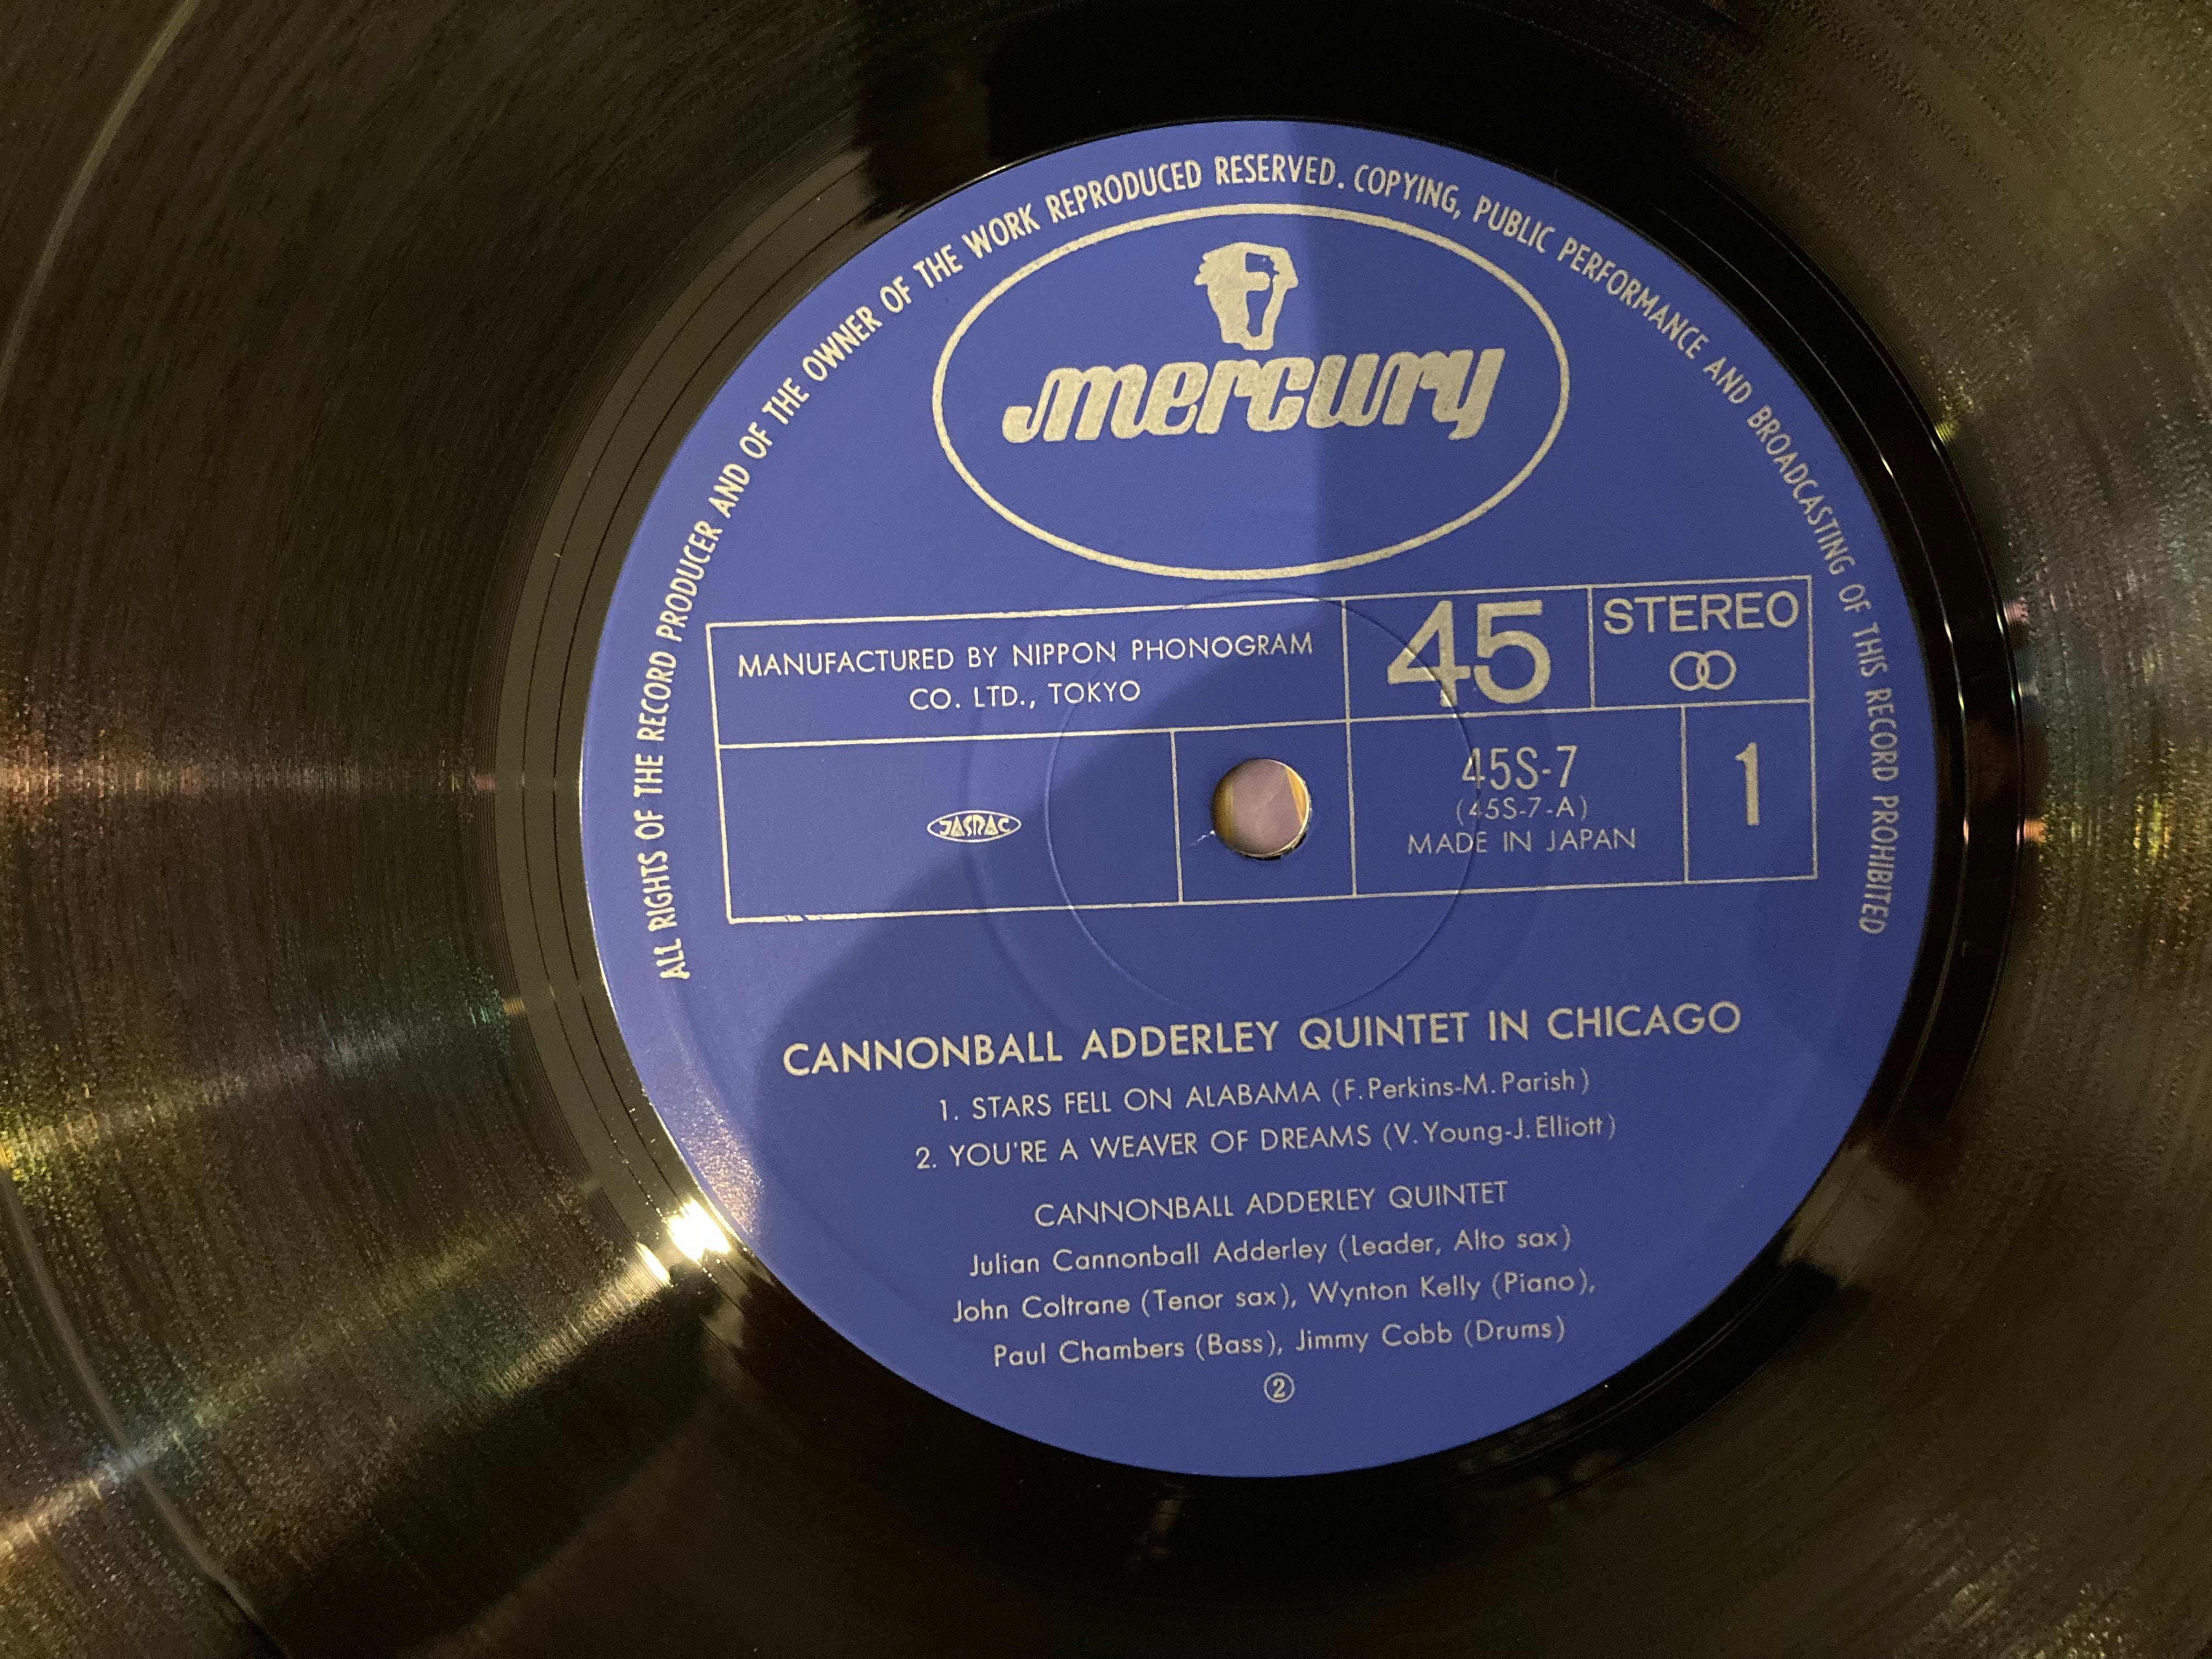 ALL RIGHTS OF THE RECORD PRODUCER AND OF THE OWNER OF THE WORK REPRODUCED RESERVED. COPYING, PUBLIC PERFORMANCE AND BROADCASTING OF THIS RECORD PROHIBITED
mercury
MANUFACTURED BY NIPPON PHONOGRAM
CO. LTD., TOKYO
45
STEREO
JASRAC
45S-7
(45S-7-A)
MADE IN JAPAN
1
CANNONBALL ADDERLEY QUINTET IN CHICAGO
1. STARS FELL ON ALABAMA (F.Perkins-M.Parish)
2. YOU'RE A WEAVER OF DREAMS (V.Young-J.Elliott)
CANNONBALL ADDERLEY QUINTET
Julian Cannonball Adderley (Leader, Alto sax)
John Coltrane (Tenor sax), Wynton Kelly (Piano),
Paul Chambers (Bass), Jimmy Cobb (Drums)
②